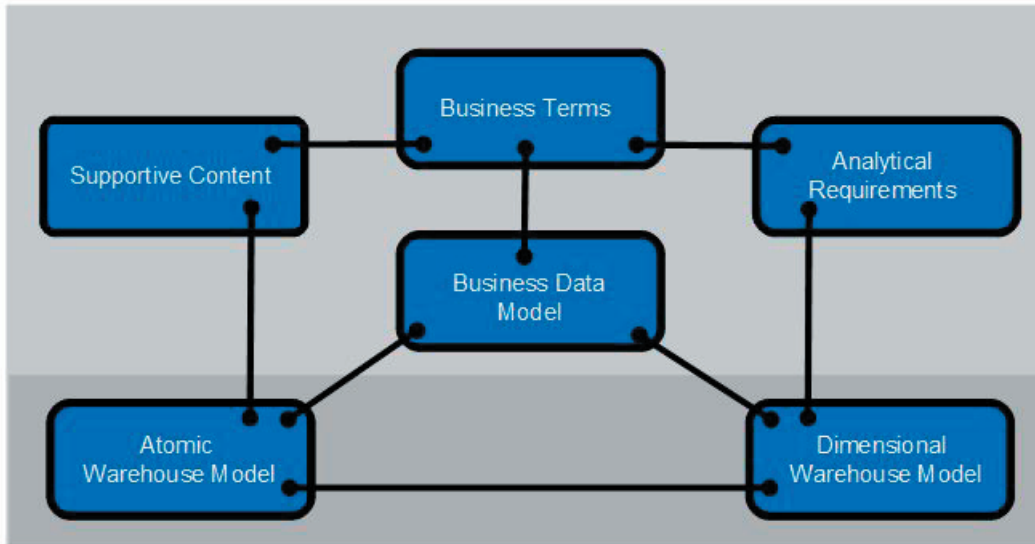 Business Terms
Supportive Content
Analytical
Requirements
Business Data
Model
Atomic
Warehouse Model
Dimensional
Warehouse Model